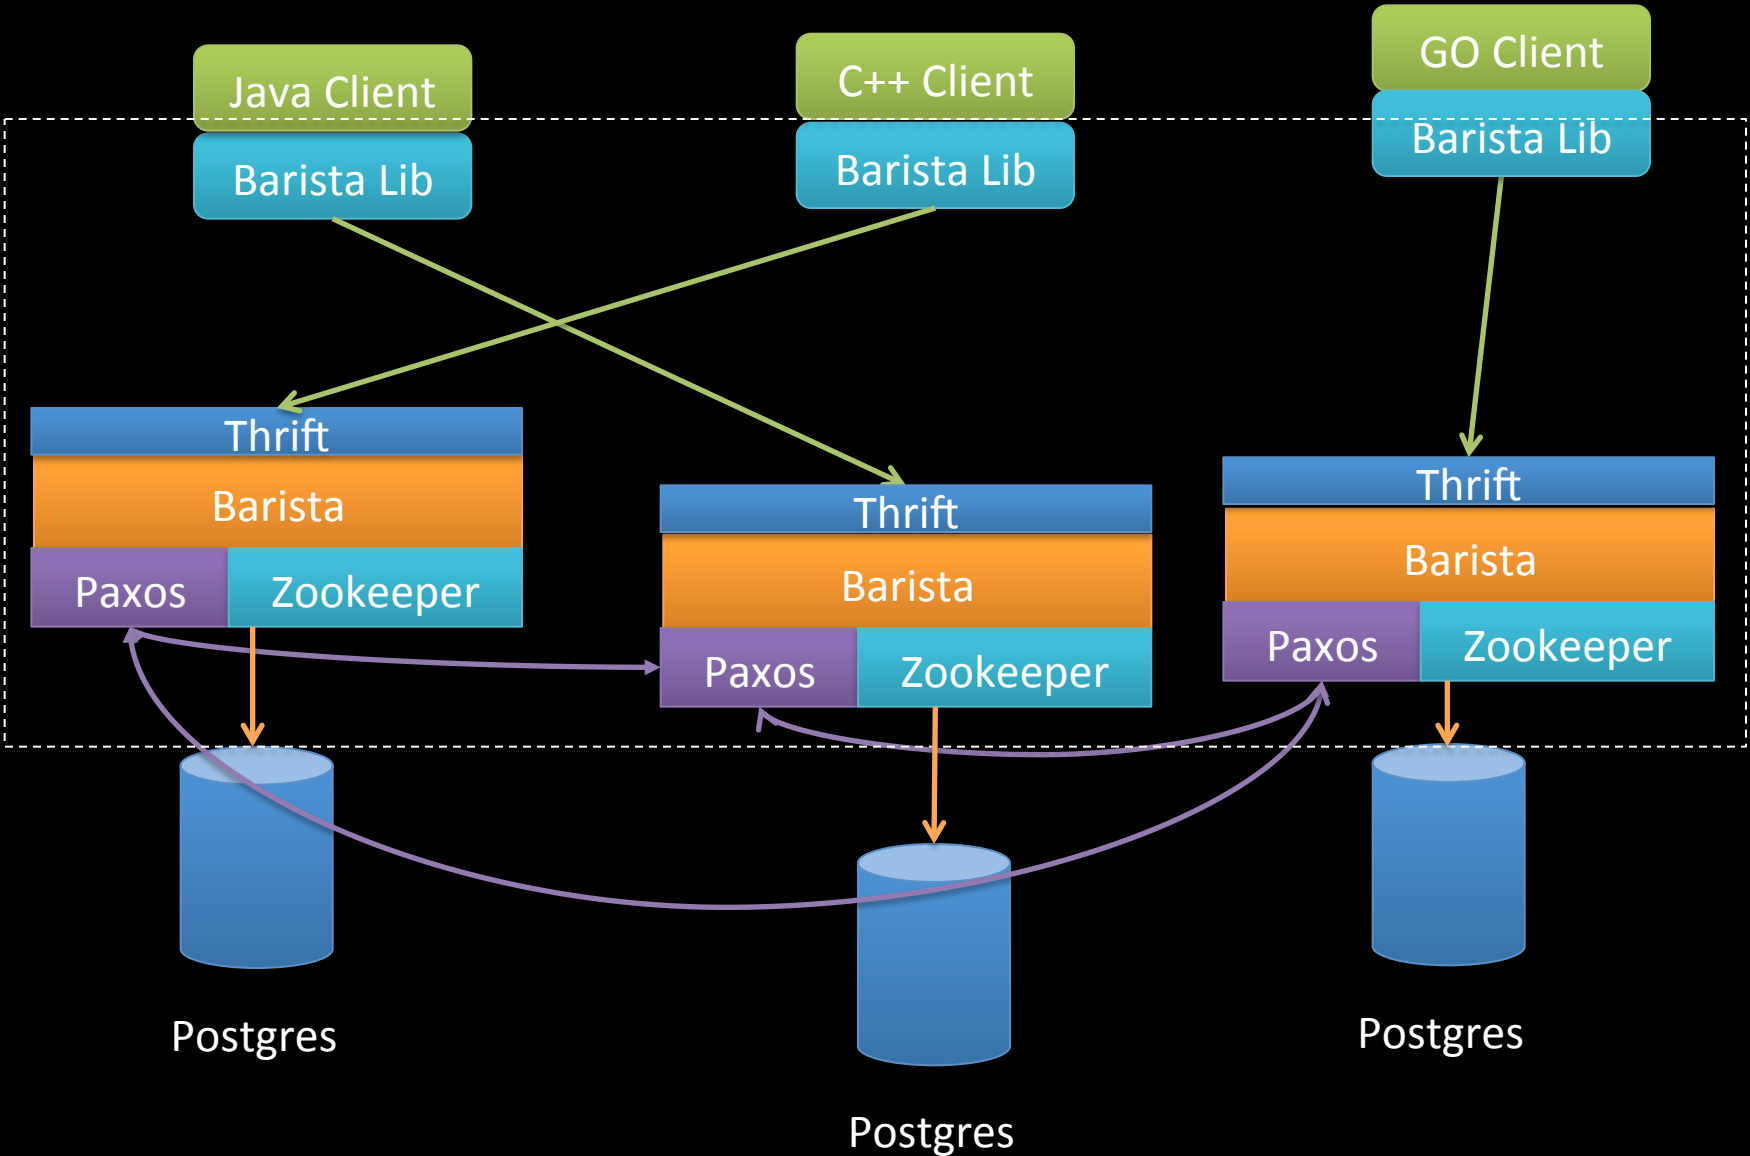 Java Client
Barista Lib
C++ Client
Barista Lib
GO Client
Barista Lib
Thrift
Barista
Paxos
Zookeeper
Thrift
Barista
Paxos
Zookeeper
Thrift
Barista
Paxos
Zookeeper
Postgres
Postgres
Postgres